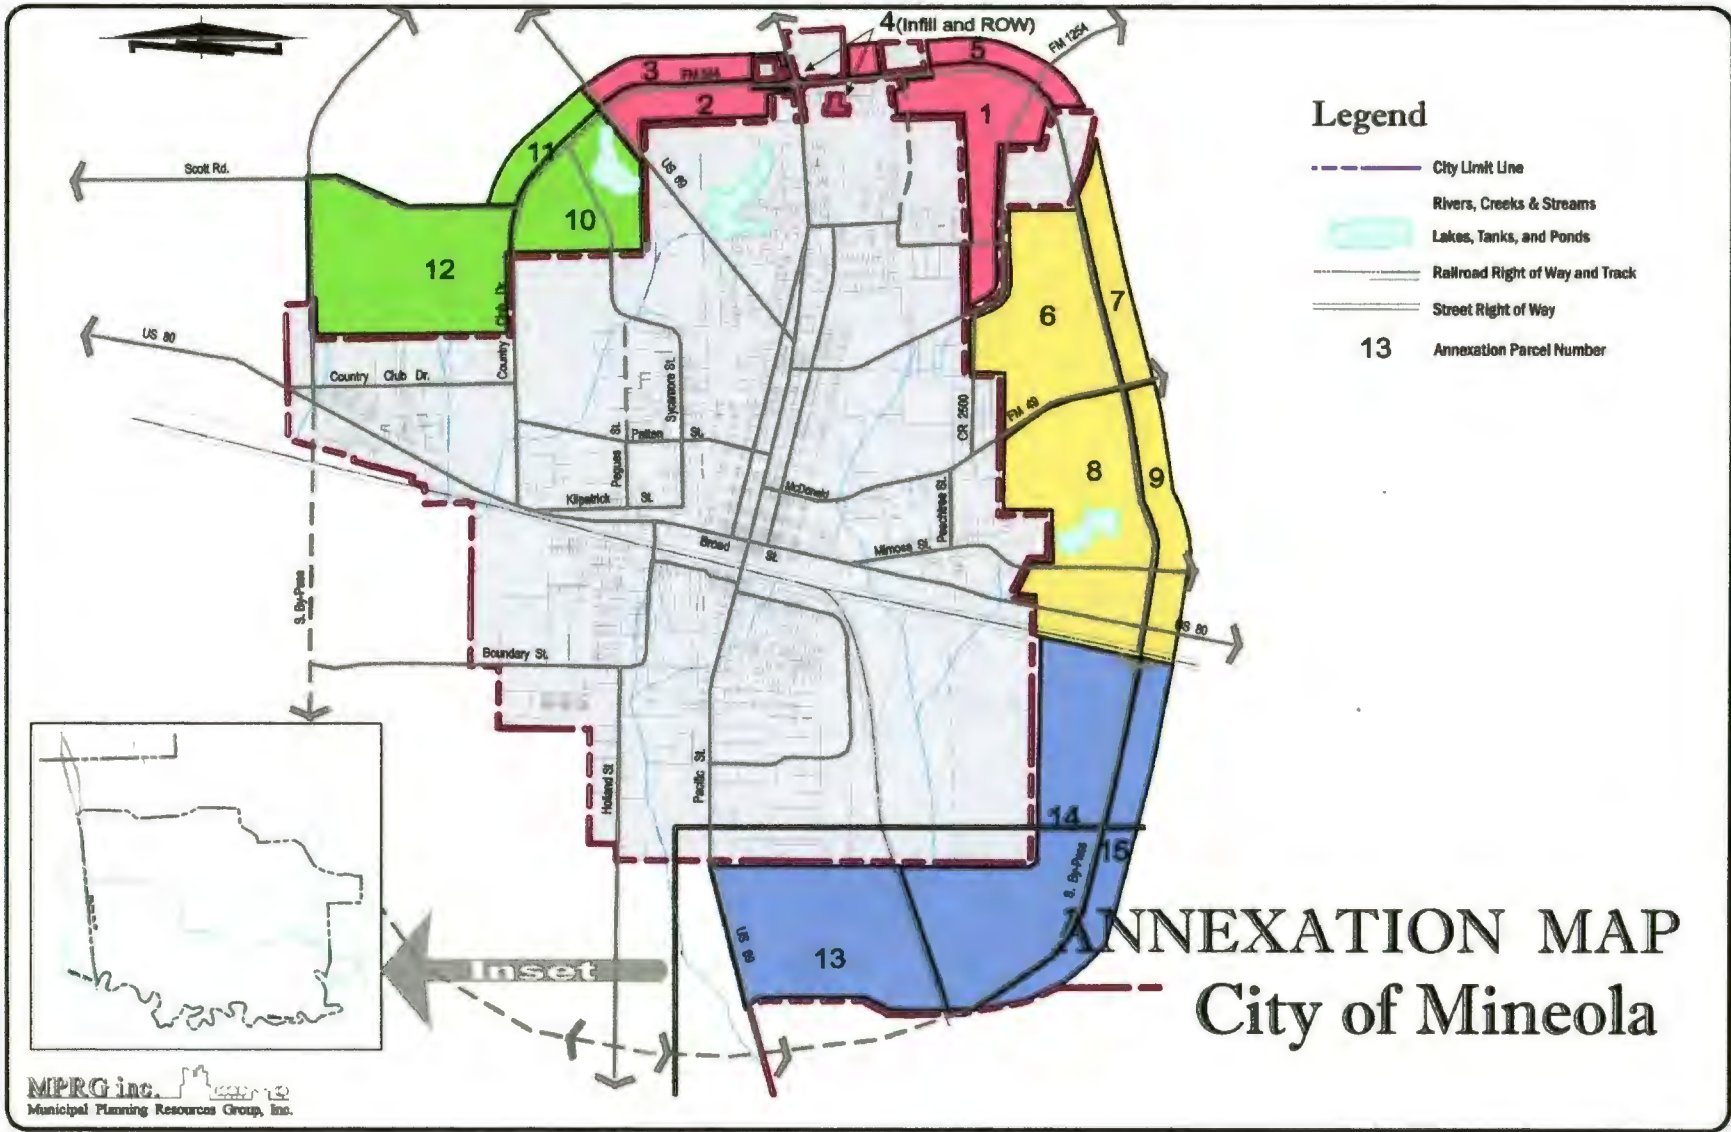 4 (Infill and ROW)
5
FM 1254
3
2
1
11
US 69
Scott Rd.
10
12
7
6
Country Club Dr.
US 80
Country Club Dr.
Sycamore St.
CR 2500
FM 49
Patten St.
Pegues St.
8
9
McDonald
Kilpatrick St.
Peachtree St.
Broad St.
Mimosa St.
S. By-Pass
US 80
Boundary St.
Holland St
Pacific St.
14
15
S. By-Pass
US 69
13
Inset
Legend
City Limit Line
Rivers, Creeks & Streams
Lakes, Tanks, and Ponds
Railroad Right of Way and Track
Street Right of Way
13 Annexation Parcel Number
ANNEXATION MAP
City of Mineola
MPRG inc.
Municipal Planning Resources Group, Inc.